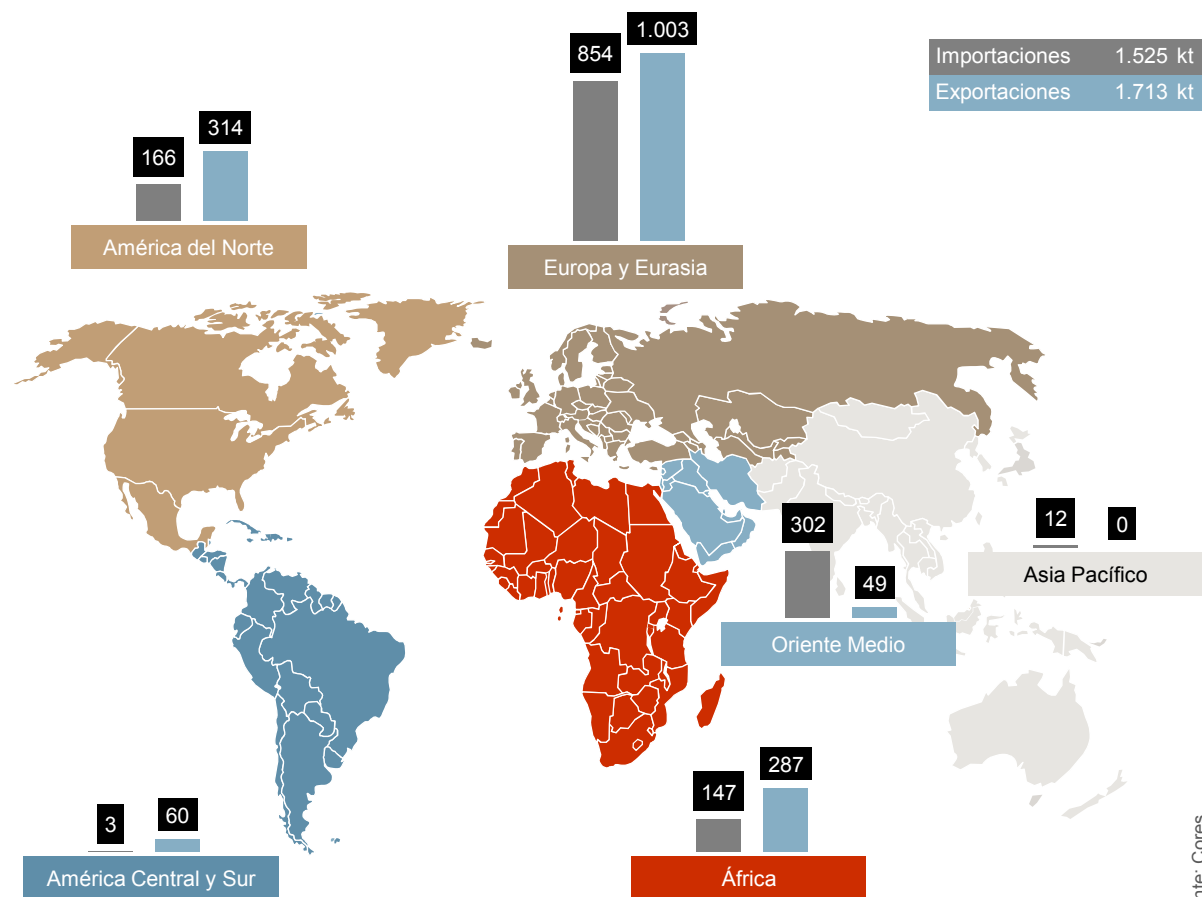 1.003
854
Importaciones 1.525 kt
Exportaciones 1.713 kt
314
166
América del Norte
Europa y Eurasia
302
12
0
49
Asia Pacífico
Oriente Medio
287
147
3
60
América Central y Sur
África
Cores